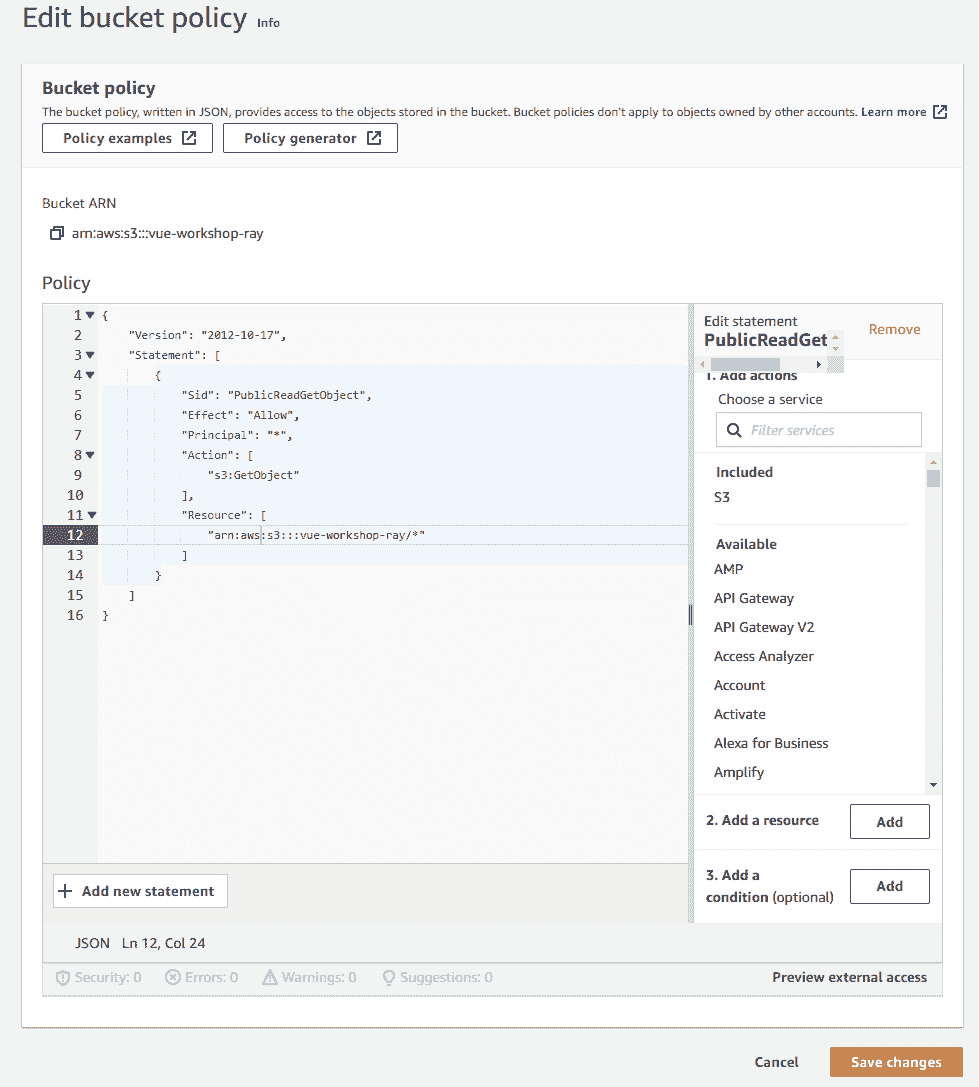 Edit bucket policy Info
Bucket policy
The bucket policy, written in JSON, provides access to the objects stored in the bucket. Bucket policies don't apply to objects owned by other accounts. Learn more
Policy examples
Policy generator
Bucket ARN
arn:aws:s3:::vue-workshop-ray
Policy
1 {
2 "Version": "2012-10-17",
3 "Statement": [
4 {
5 "Sid": "PublicReadGetObject",
6 "Effect": "Allow",
7 "Principal": "*",
8 "Action": [
9 "s3:GetObject"
10 ],
11 "Resource": [
12 "arn:aws:s3:::vue-workshop-ray/*"
13 ]
14 }
15 ]
16 }
Edit statement
PublicReadGet
Remove
1. Add actions
Choose a service
Filter services
Included
S3
Available
AMP
API Gateway
API Gateway V2
Access Analyzer
Account
Activate
Alexa for Business
Amplify
2. Add a resource
Add
3. Add a
condition (optional)
Add
+ Add new statement
JSON Ln 12, Col 24
Security: 0 Errors: 0 Warnings: 0 Suggestions: 0
Preview external access
Cancel
Save changes